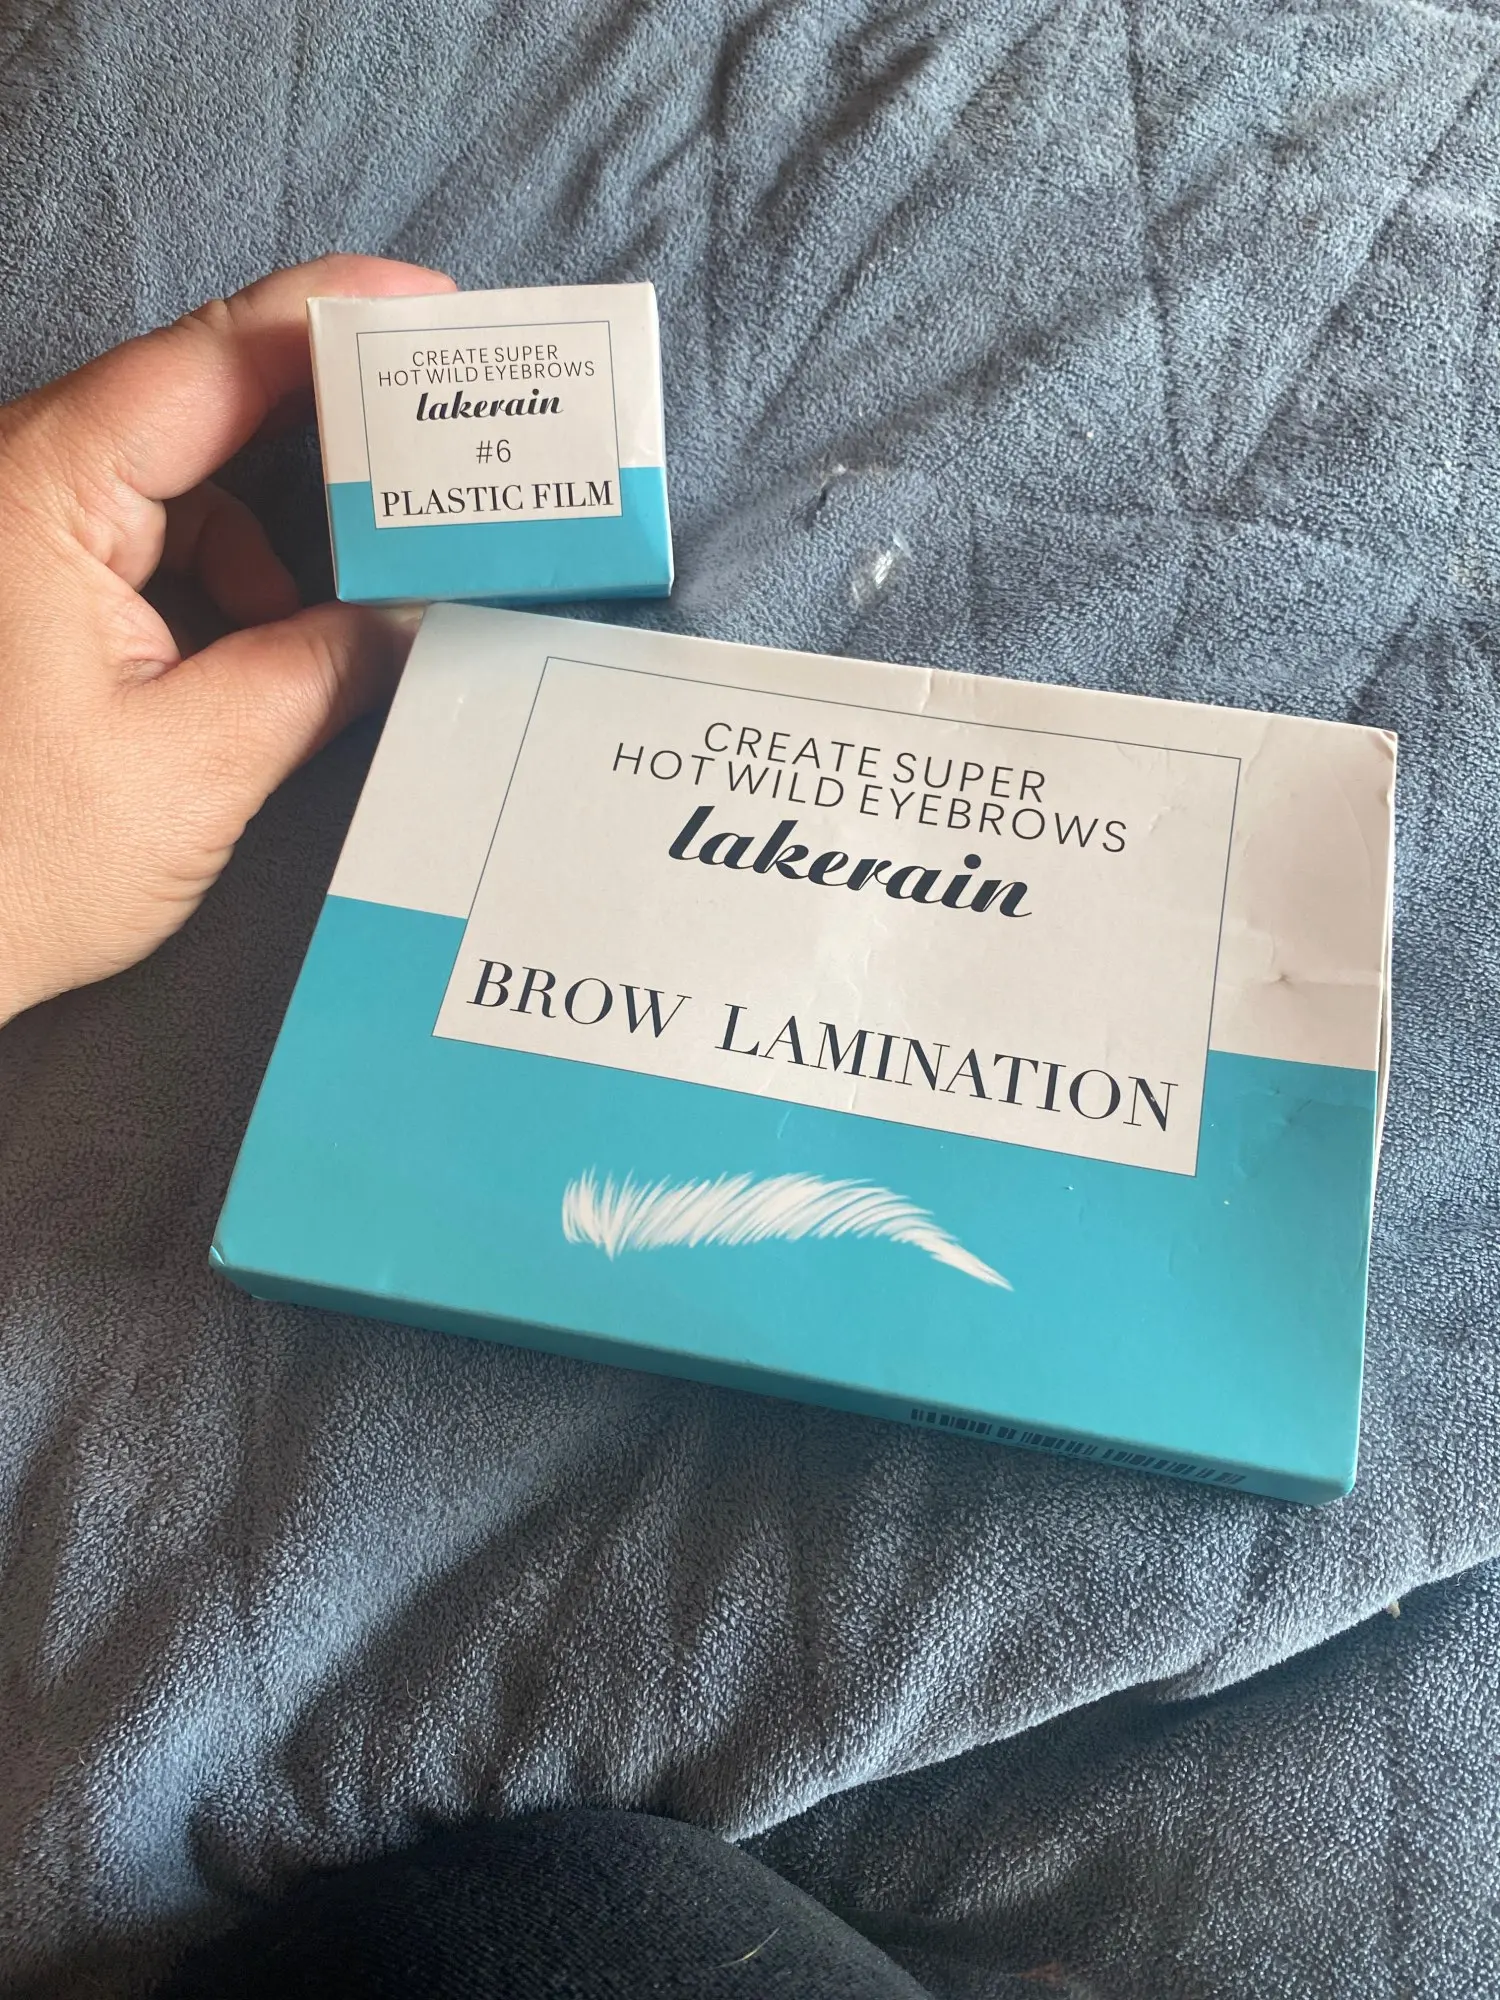 CREATE SUPER
HOT WILD EYEBROWS
lakerain
#6
PLASTIC FILM
CREATE SUPER
HOT WILD EYEBROWS
lakerain
BROW LAMINATION